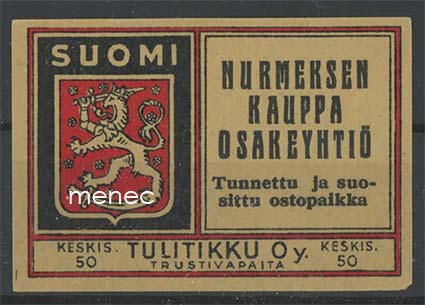 SUOMI
menec
NURMEKSEN
KAUPPA
OSAKEYHTIÖ
Tunnettu ja suo-
sittu ostopaikka
KESKIS.
50
TULITIKKU Oy.
TRUSTIVAPAITA
KESKIS.
50